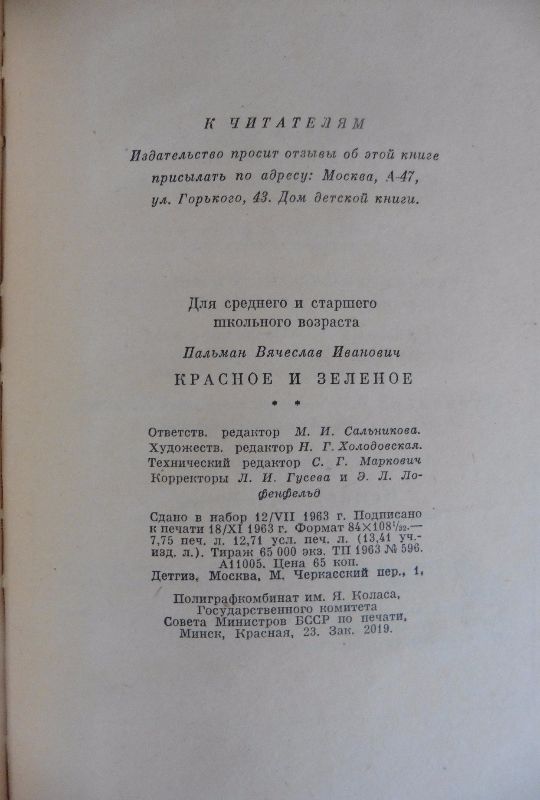 К ЧИТАТЕЛЯМ
Издательство просит отзывы об этой книге
присылать по адресу: Москва, А-47,
ул. Горького, 43. Дом детской книги.
Для среднего и старшего
школьного возраста
Пальман Вячеслав Иванович
КРАСНОЕ И ЗЕЛЕНОЕ
* *
Ответств. редактор М. И. Сальникова.
Художеств. редактор Н. Г. Холодовская.
Технический редактор С. Г. Маркович
Корректоры Л. И. Гусева и Э. Л. Ло-
фенфельд
Сдано в набор 12/VII 1963 г. Подписано
к печати 18/XI 1963 г. Формат 84×108¹/₃₂.—
7,75 печ. л. 12,71 усл. печ. л. (13,41 уч.-
изд. л.). Тираж 65 000 экз. ТП 1963 № 596.
А11005. Цена 65 коп.
Детгиз. Москва, М. Черкасский пер., 1,
Полиграфкомбинат им. Я. Коласа,
Государственного комитета
Совета Министров БССР по печати,
Минск, Красная, 23. Зак. 2019.